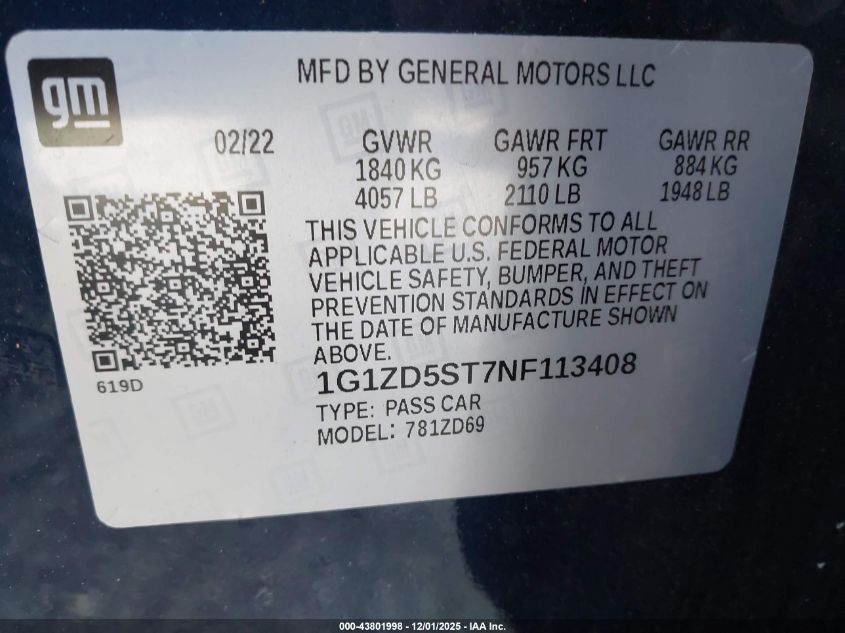 gm
MFD BY GENERAL MOTORS LLC
02/22 GVWR GAWR FRT GAWR RR
1840 KG 957 KG 884 KG
4057 LB 2110 LB 1948 LB
THIS VEHICLE CONFORMS TO ALL
APPLICABLE U.S. FEDERAL MOTOR
VEHICLE SAFETY, BUMPER, AND THEFT
PREVENTION STANDARDS IN EFFECT ON
THE DATE OF MANUFACTURE SHOWN
ABOVE.
619D
1G1ZD5ST7NF113408
TYPE: PASS CAR
MODEL: 781ZD69
000-43801998 - 12/01/2025 - IAA Inc.